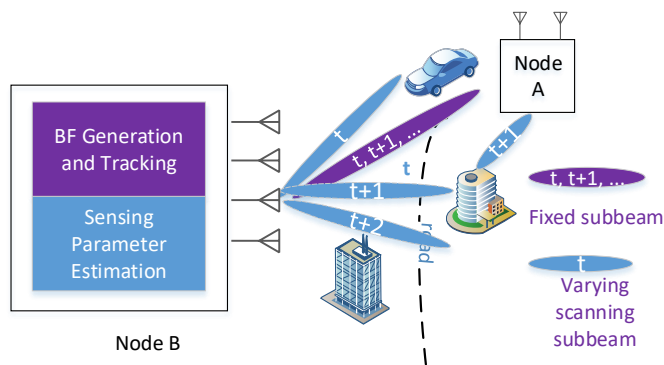 BF Generation
and Tracking
Sensing
Parameter
Estimation
Node B
t
t, t+1, ...
t
t+1
t+2
road
t+1
Node
A
t, t+1, ...
Fixed subbeam
t
Varying
scanning
subbeam